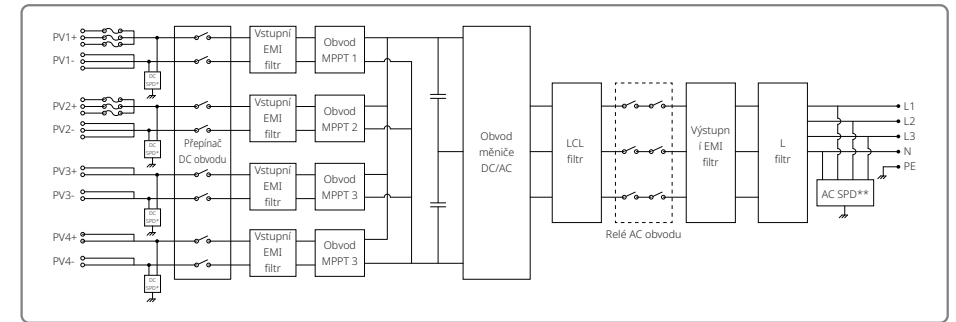 PV1+
PV1-
DC
SPD*
PV2+
PV2-
DC
SPD*
PV3+
PV3-
DC
SPD*
PV4+
PV4-
DC
SPD*
Přepínač
DC obvodu
Vstupní
EMI
filtr
Obvod
MPPT 1
Vstupní
EMI
filtr
Obvod
MPPT 2
Vstupní
EMI
filtr
Obvod
MPPT 3
Vstupní
EMI
filtr
Obvod
MPPT 3
Obvod
měniče
DC/AC
LCL
filtr
Relé AC obvodu
Výstupn
í EMI
filtr
L
filtr
L1
L2
L3
N
PE
AC SPD**